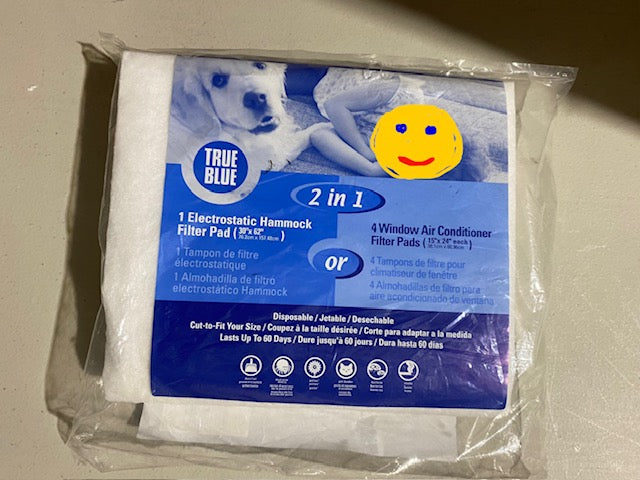 TRUE
BLUE
2 in 1
1 Electrostatic Hammock
Filter Pad (30"x 62"
76.2cm x 157.48cm)
1 Tampon de filtre
électrostatique
1 Almohadilla de filtro
electrostático Hammock
or
4 Window Air Conditioner
Filter Pads (15"x 24" each)
4 Tampons de filtre pour
climatiseur de fenêtre
4 Almohadillas de filtro para
aire acondicionado de ventana
Disposable / Jetable / Desechable
Cut-to-Fit Your Size / Coupez à la taille désirée / Corte para adaptar a la medida
Lasts Up To 60 Days / Dure jusqu'à 60 jours / Dura hasta 60 días